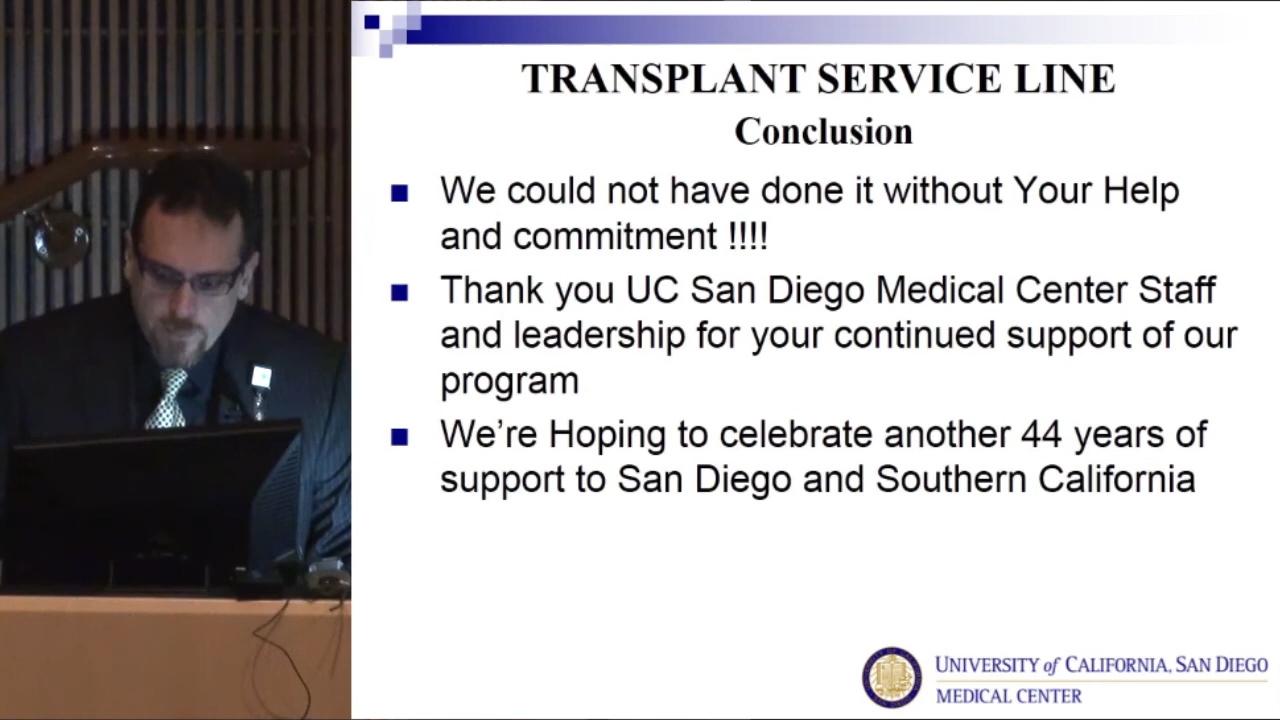 TRANSPLANT SERVICE LINE
Conclusion
We could not have done it without Your Help
and commitment !!!!
Thank you UC San Diego Medical Center Staff
and leadership for your continued support of our
program
We’re Hoping to celebrate another 44 years of
support to San Diego and Southern California
UNIVERSITY of CALIFORNIA, SAN DIEGO
MEDICAL CENTER